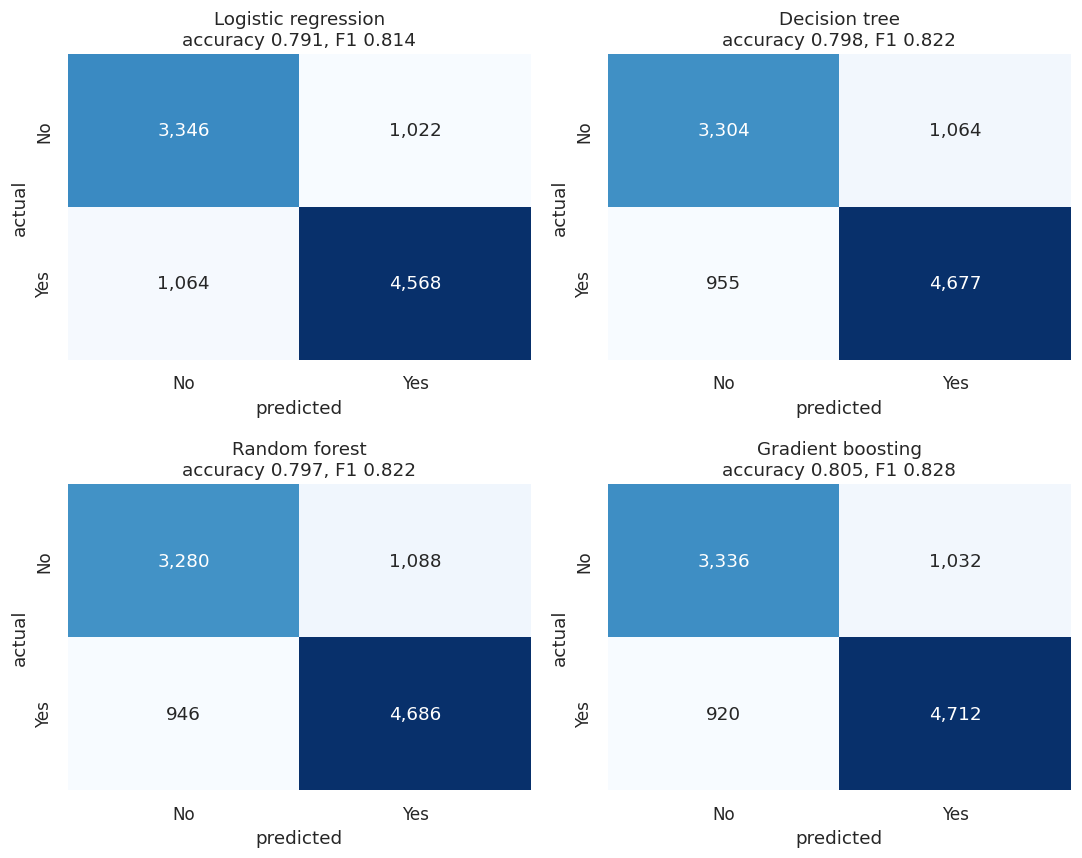 Logistic regression
accuracy 0.791, F1 0.814
No
3,346 1,022
actual
Yes
1,064 4,568
No Yes
predicted
Decision tree
accuracy 0.798, F1 0.822
No
3,304 1,064
actual
Yes
955 4,677
No Yes
predicted
Random forest
accuracy 0.797, F1 0.822
No
3,280 1,088
actual
Yes
946 4,686
No Yes
predicted
Gradient boosting
accuracy 0.805, F1 0.828
No
3,336 1,032
actual
Yes
920 4,712
No Yes
predicted